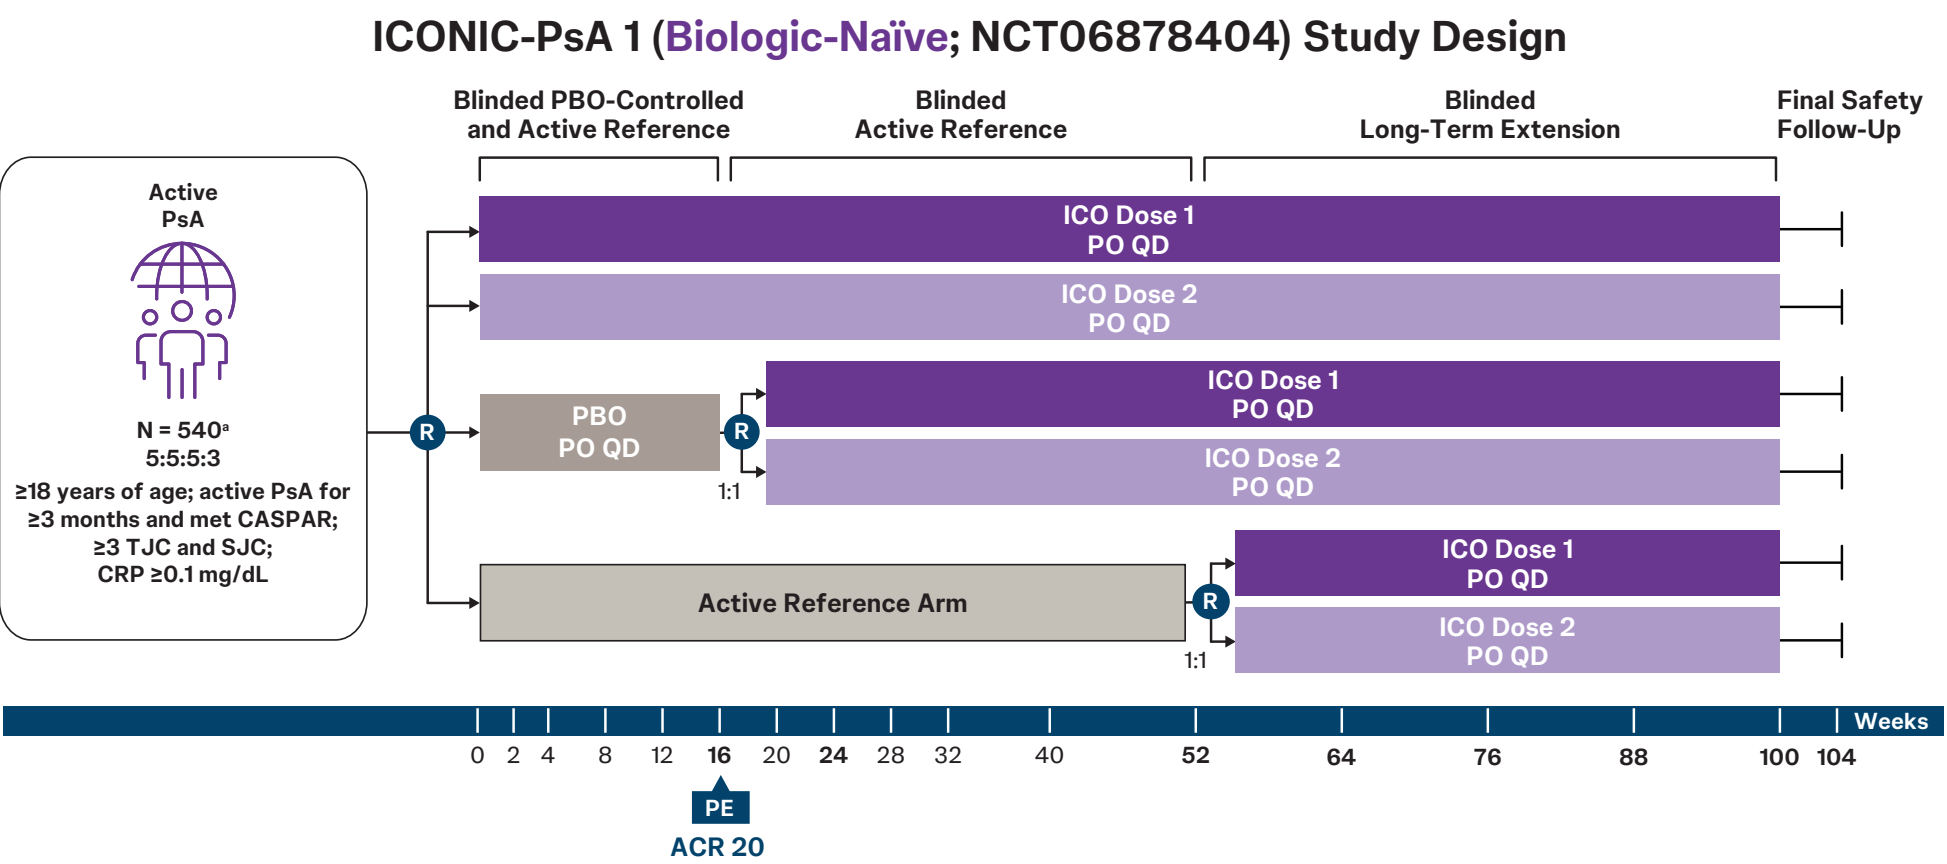 ICONIC-PsA 1 (Biologic-Naïve; NCT06878404) Study Design
Blinded PBO-Controlled
and Active Reference
Blinded
Active Reference
Blinded
Long-Term Extension
Final Safety
Follow-Up
Active
PsA
N = 540ᵃ
5:5:5:3
≥18 years of age; active PsA for
≥3 months and met CASPAR;
≥3 TJC and SJC;
CRP ≥0.1 mg/dL
R
ICO Dose 1
PO QD
ICO Dose 2
PO QD
PBO
PO QD
R
1:1
ICO Dose 1
PO QD
ICO Dose 2
PO QD
Active Reference Arm
R
1:1
ICO Dose 1
PO QD
ICO Dose 2
PO QD
Weeks
0 2 4 8 12 16 20 24 28 32 40 52 64 76 88 100 104
PE
ACR 20